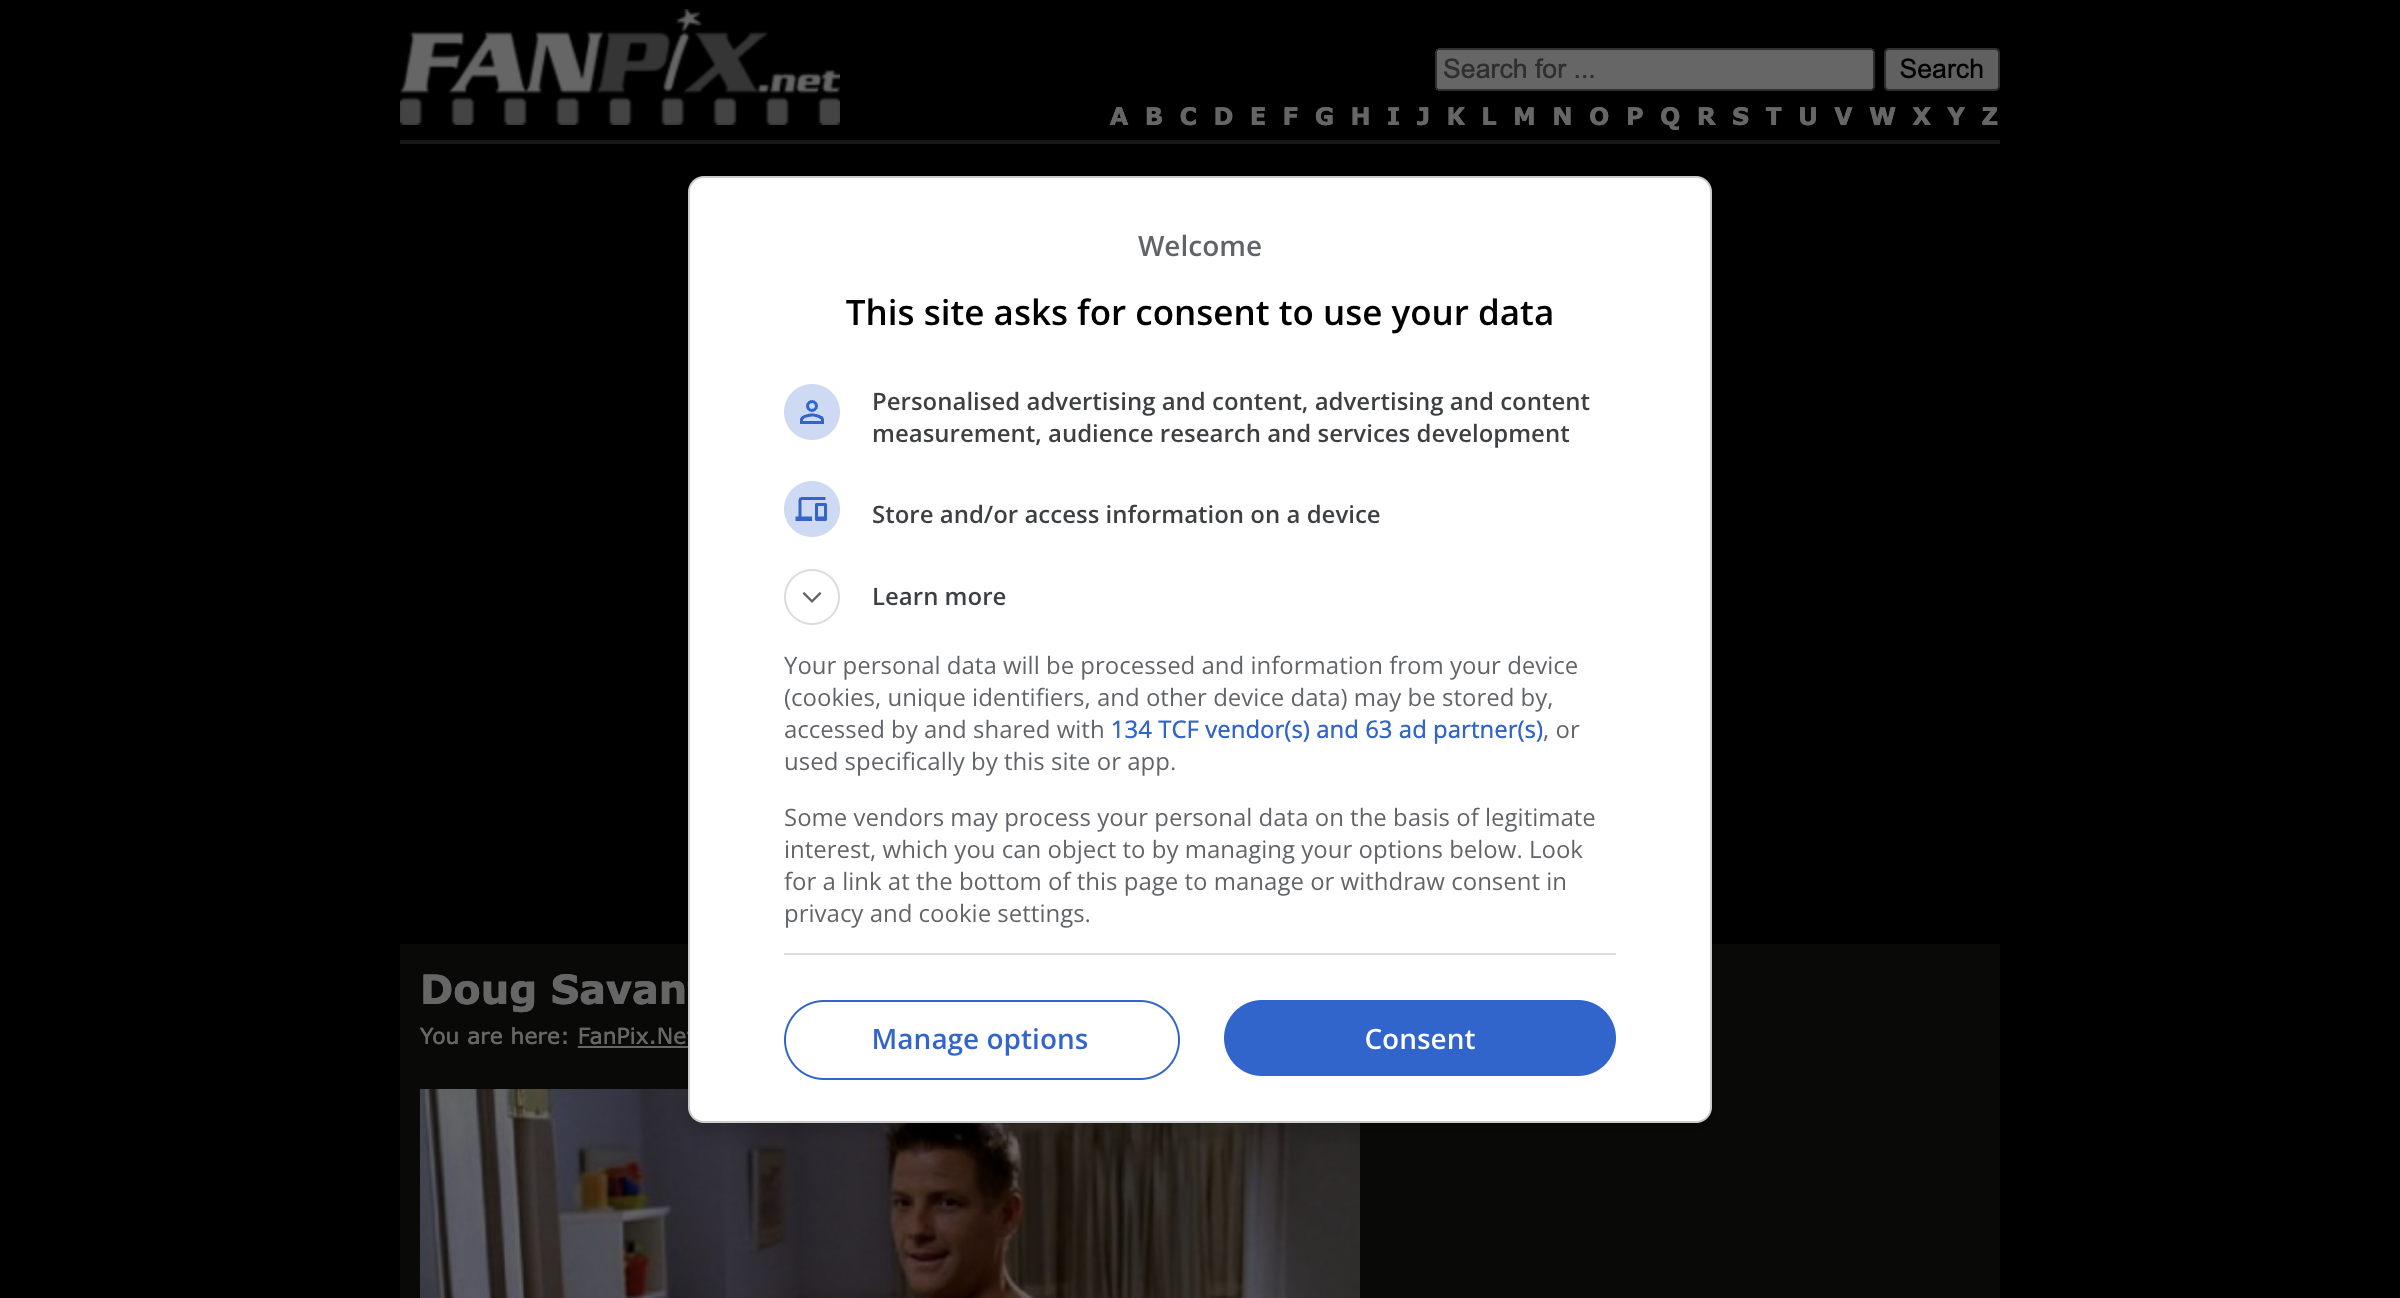 FANPiX.net
Search for ...
Search
A B C D E F G H I J K L M N O P Q R S T U V W X Y Z
Welcome
This site asks for consent to use your data
Personalised advertising and content, advertising and content
measurement, audience research and services development
Store and/or access information on a device
Learn more
Your personal data will be processed and information from your device
(cookies, unique identifiers, and other device data) may be stored by,
accessed by and shared with 134 TCF vendor(s) and 63 ad partner(s), or
used specifically by this site or app.
Some vendors may process your personal data on the basis of legitimate
interest, which you can object to by managing your options below. Look
for a link at the bottom of this page to manage or withdraw consent in
privacy and cookie settings.
Doug Savan
You are here: FanPix.Ne
Manage options
Consent